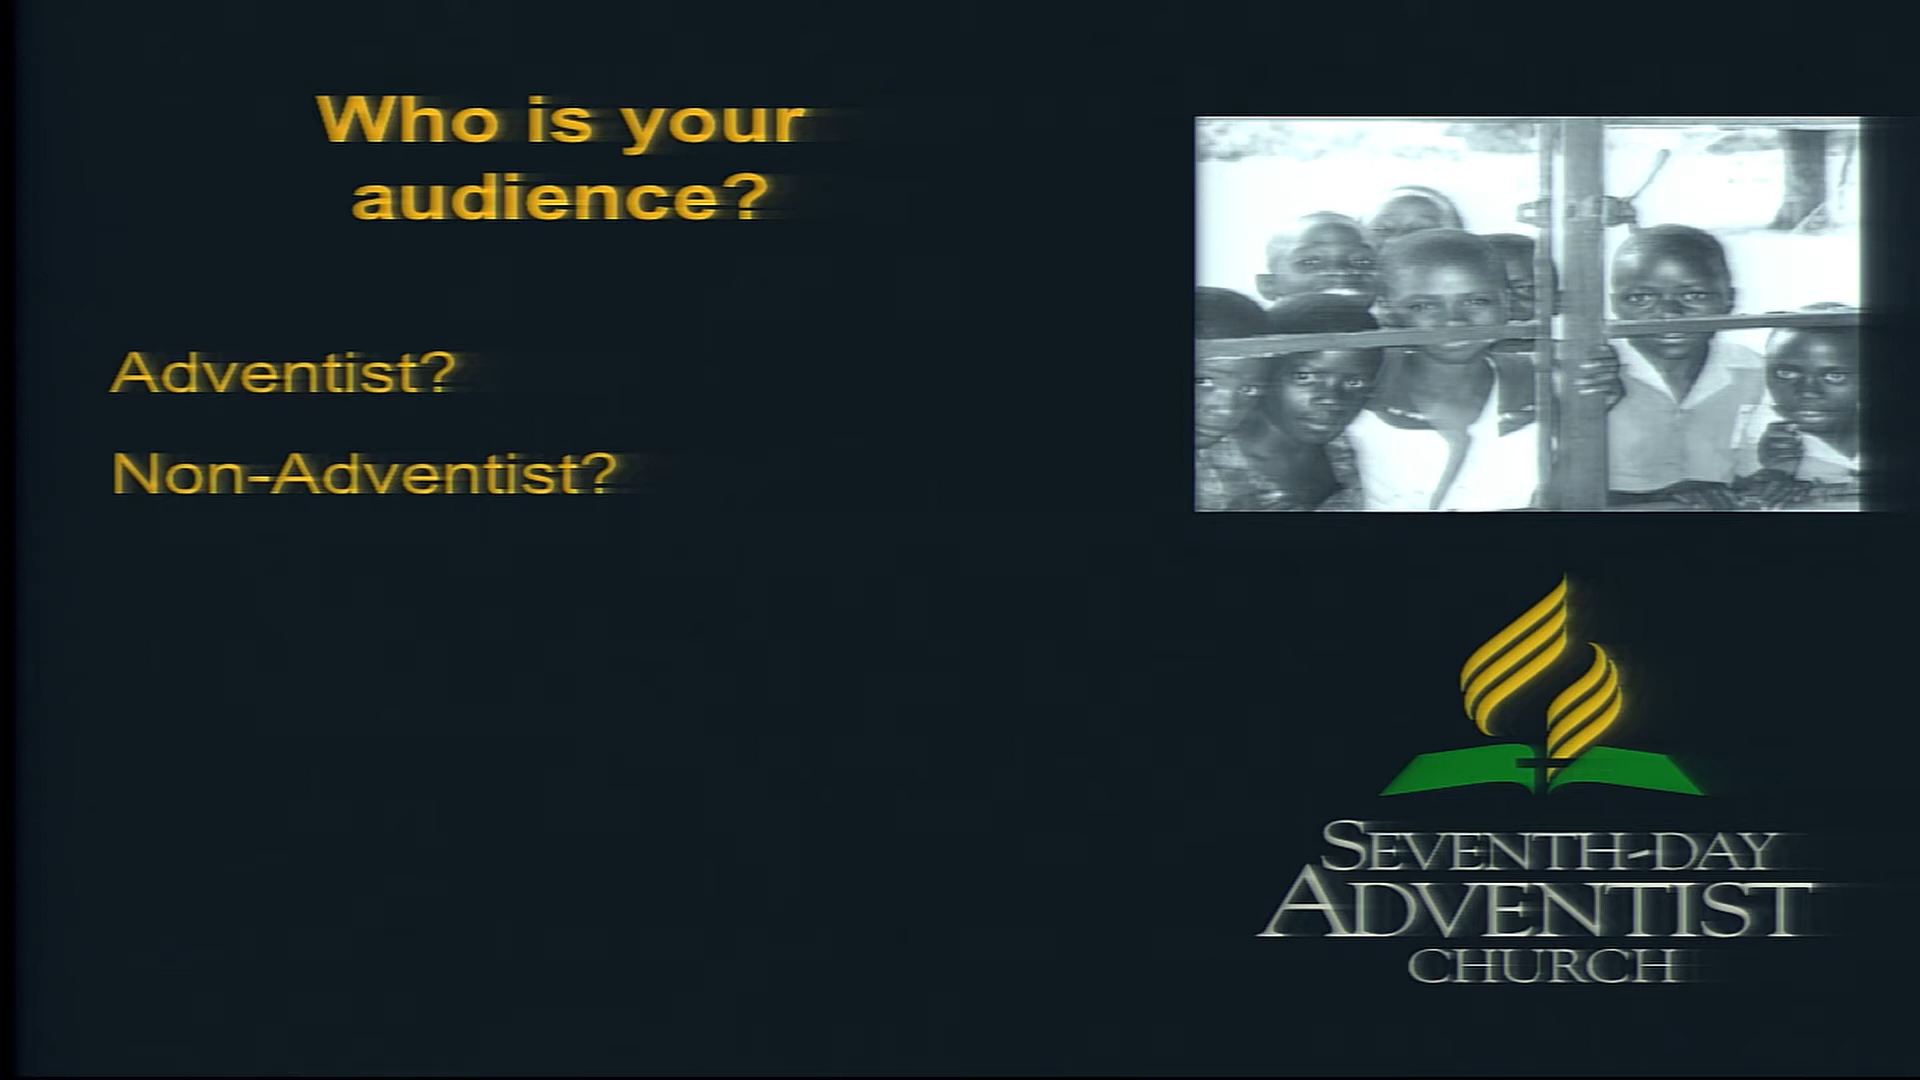 Who is your
audience?
Adventist?
Non-Adventist?
SEVENTH-DAY
ADVENTIST
CHURCH